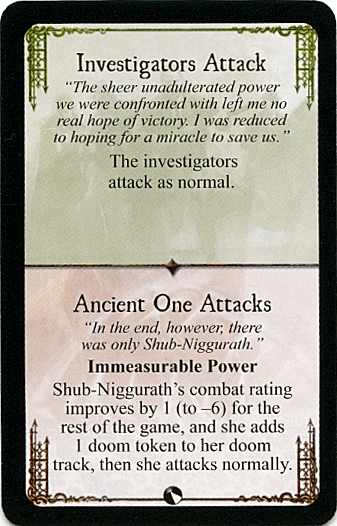 Investigators Attack
“The sheer unadulterated power
we were confronted with left me no
real hope of victory. I was reduced
to hoping for a miracle to save us.”
The investigators
attack as normal.
Ancient One Attacks
“In the end, however, there
was only Shub-Niggurath.”
Immeasurable Power
Shub-Niggurath’s combat rating
improves by 1 (to –6) for the
rest of the game, and she adds
1 doom token to her doom
track, then she attacks normally.